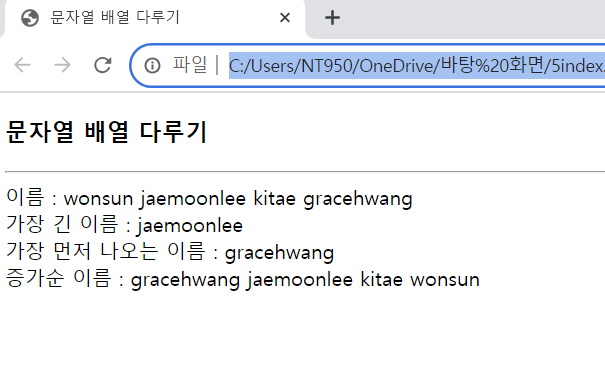 문자열 배열 다루기
파일 | C:/Users/NT950/OneDrive/바탕%20화면/5index.
문자열 배열 다루기
이름 : wonsun jaemoonlee kitae gracehwang
가장 긴 이름 : jaemoonlee
가장 먼저 나오는 이름 : gracehwang
증가순 이름 : gracehwang jaemoonlee kitae wonsun